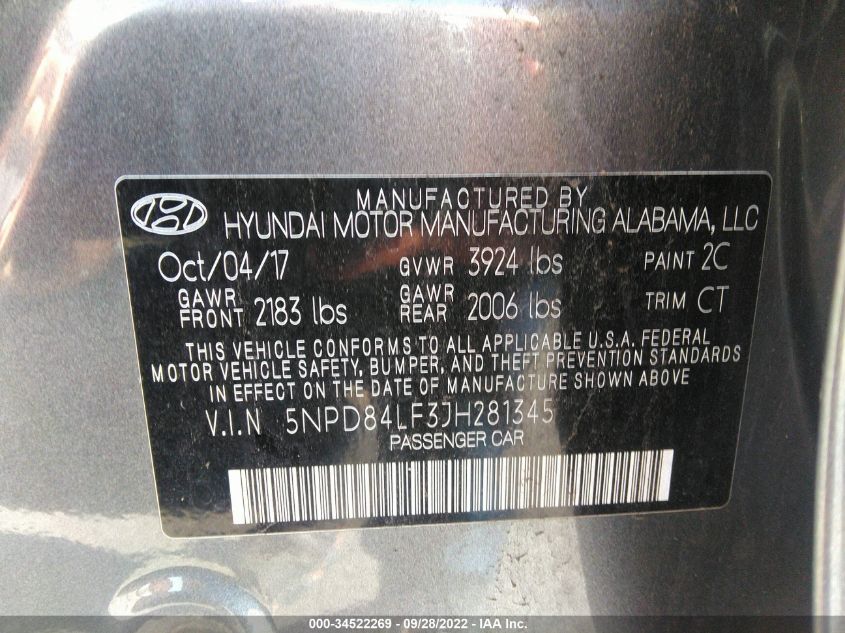 MANUFACTURED BY
HYUNDAI MOTOR MANUFACTURING ALABAMA, LLC
Oct/04/17 GVWR 3924 lbs PAINT 2C
GAWR FRONT 2183 lbs GAWR REAR 2006 lbs TRIM CT
THIS VEHICLE CONFORMS TO ALL APPLICABLE U.S.A. FEDERAL
MOTOR VEHICLE SAFETY, BUMPER, AND THEFT PREVENTION STANDARDS
IN EFFECT ON THE DATE OF MANUFACTURE SHOWN ABOVE
V.I.N 5NPD84LF3JH281345
PASSENGER CAR
000-34522269 - 09/28/2022 - IAA Inc.